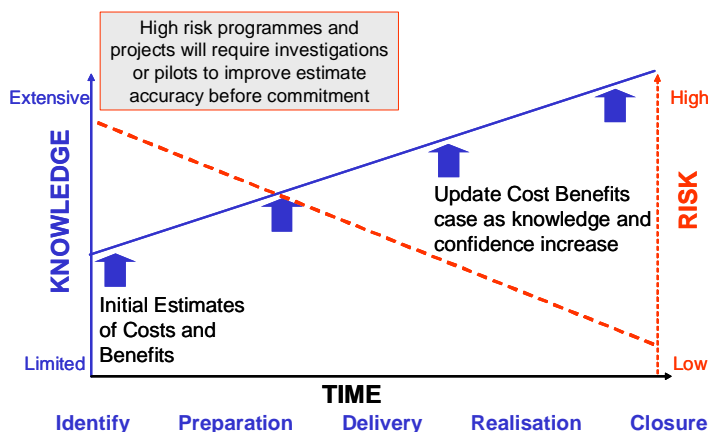 High risk programmes and
projects will require investigations
or pilots to improve estimate
accuracy before commitment
Extensive
High
KNOWLEDGE
RISK
Update Cost Benefits
case as knowledge and
confidence increase
Initial Estimates
of Costs and
Benefits
Limited
Low
TIME
Identify Preparation Delivery Realisation Closure